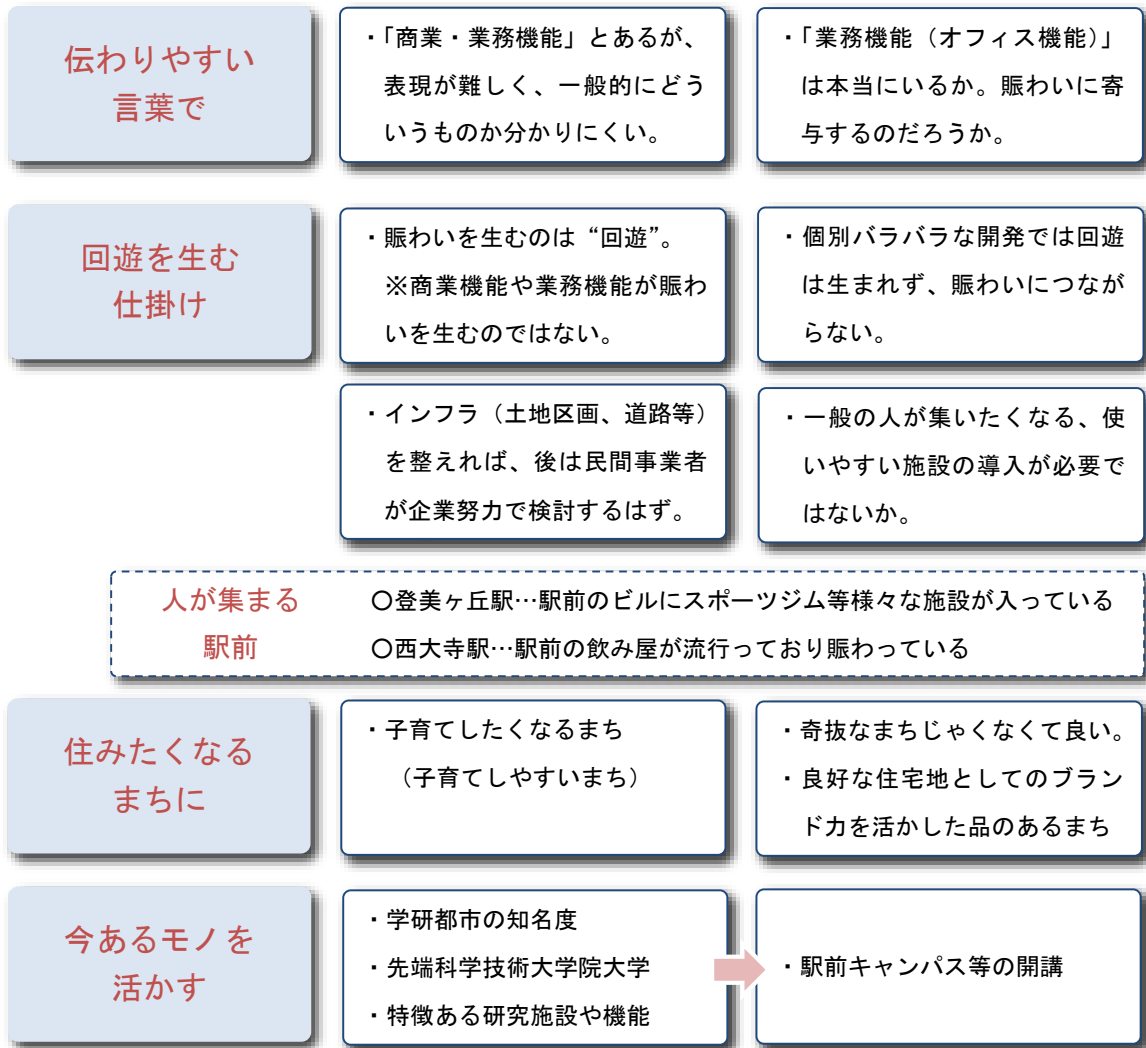 伝わりやすい
言葉で
・「商業・業務機能」とあるが、
表現が難しく、一般的にどう
いうものか分かりにくい。
・「業務機能（オフィス機能）」
は本当にいるか。賑わいに寄
与するのだろうか。
回遊を生む
仕掛け
・賑わいを生むのは“回遊”。
※商業機能や業務機能が賑わ
いを生むのではない。
・個別バラバラな開発では回遊
は生まれず、賑わいにつなが
らない。
・インフラ（土地区画、道路等）
を整えれば、後は民間事業者
が企業努力で検討するはず。
・一般の人が集いたくなる、使
いやすい施設の導入が必要で
はないか。
人が集まる
駅前
〇登美ヶ丘駅…駅前のビルにスポーツジム等様々な施設が入っている
〇西大寺駅…駅前の飲み屋が流行っており賑わっている
住みたくなる
まちに
・子育てしたくなるまち
（子育てしやすいまち）
・奇抜なまちじゃなくて良い。
・良好な住宅地としてのブラン
ド力を活かした品のあるまち
今あるモノを
活かす
・学研都市の知名度
・先端科学技術大学院大学
・特徴ある研究施設や機能
・駅前キャンパス等の開講